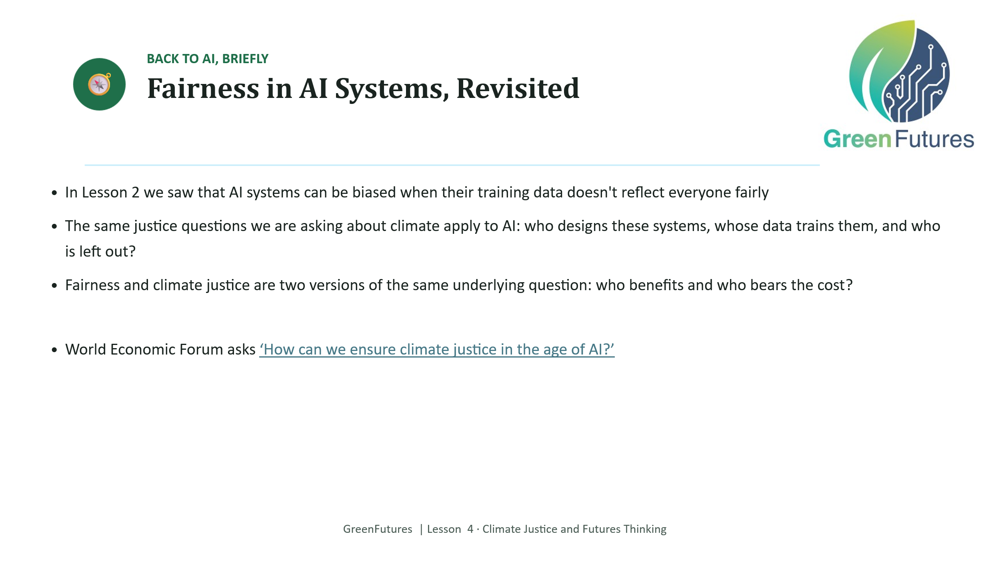 BACK TO AI, BRIEFLY
Fairness in AI Systems, Revisited
GreenFutures
• In Lesson 2 we saw that AI systems can be biased when their training data doesn't reflect everyone fairly
• The same justice questions we are asking about climate apply to AI: who designs these systems, whose data trains them, and who
is left out?
• Fairness and climate justice are two versions of the same underlying question: who benefits and who bears the cost?
• World Economic Forum asks ‘How can we ensure climate justice in the age of AI?’
GreenFutures | Lesson 4 · Climate Justice and Futures Thinking